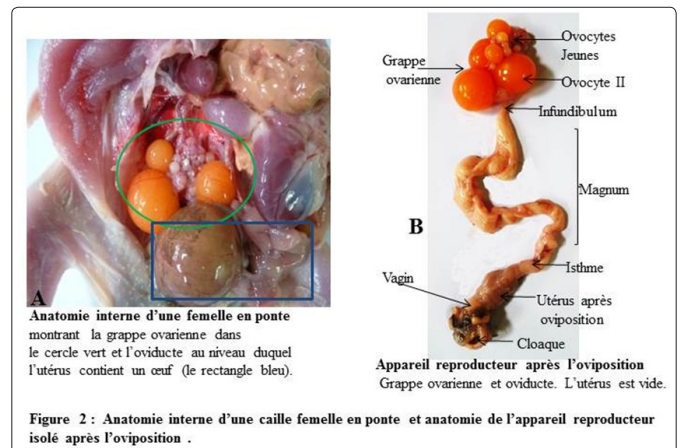 A
Anatomie interne d'une femelle en ponte
montrant la grappe ovarienne dans
le cercle vert et l'oviducte au niveau duquel
l'utérus contient un œuf (le rectangle bleu).
Grappe
ovarienne
Ovocytes
Jeunes
Ovocyte II
Infundibulum
Magnum
B
Isthme
Vagin
Utérus après
oviposition
Cloaque
Appareil reproducteur après l'oviposition
Grappe ovarienne et oviducte. L'utérus est vide.
Figure 2 : Anatomie interne d'une caille femelle en ponte et anatomie de l'appareil reproducteur
isolé après l'oviposition .